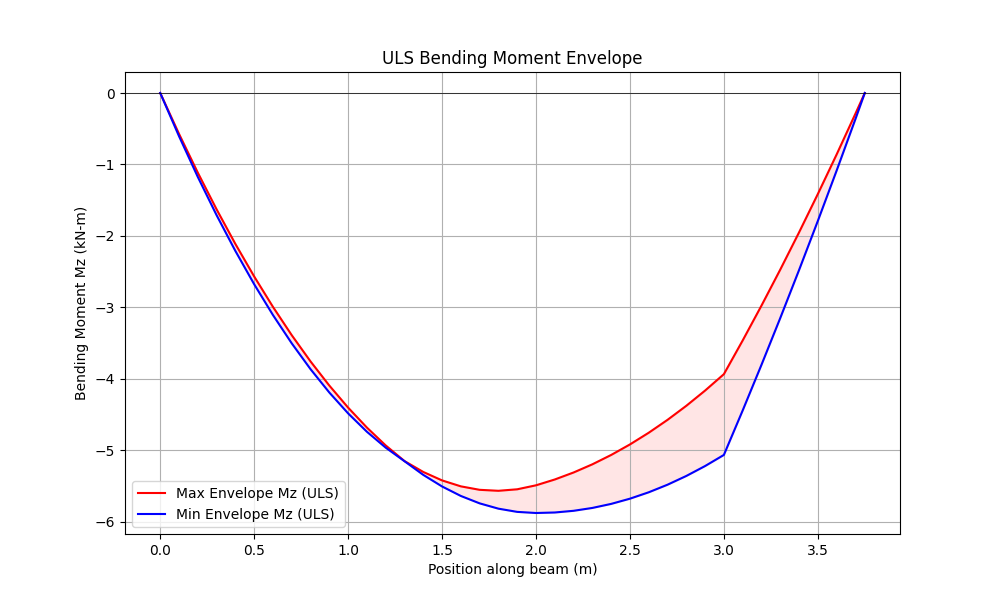 ULS Bending Moment Envelope
Bending Moment Mz (kN-m)
0
−1
−2
−3
−4
−5
−6
Max Envelope Mz (ULS)
Min Envelope Mz (ULS)
0.0 0.5 1.0 1.5 2.0 2.5 3.0 3.5
Position along beam (m)